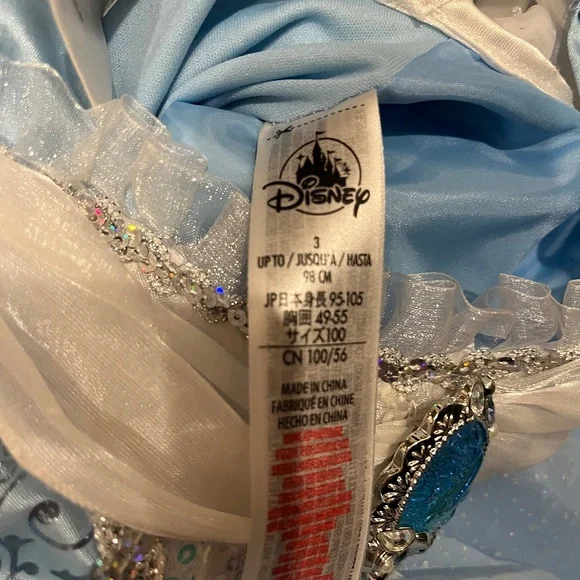 Disney
3
UP TO / JUSQU'À / HASTA
98 CM
JP日本身長 95-105
胸囲 49-55
サイズ100
CN 100/56
MADE IN CHINA
FABRIQUÉ EN CHINE
HECHO EN CHINA